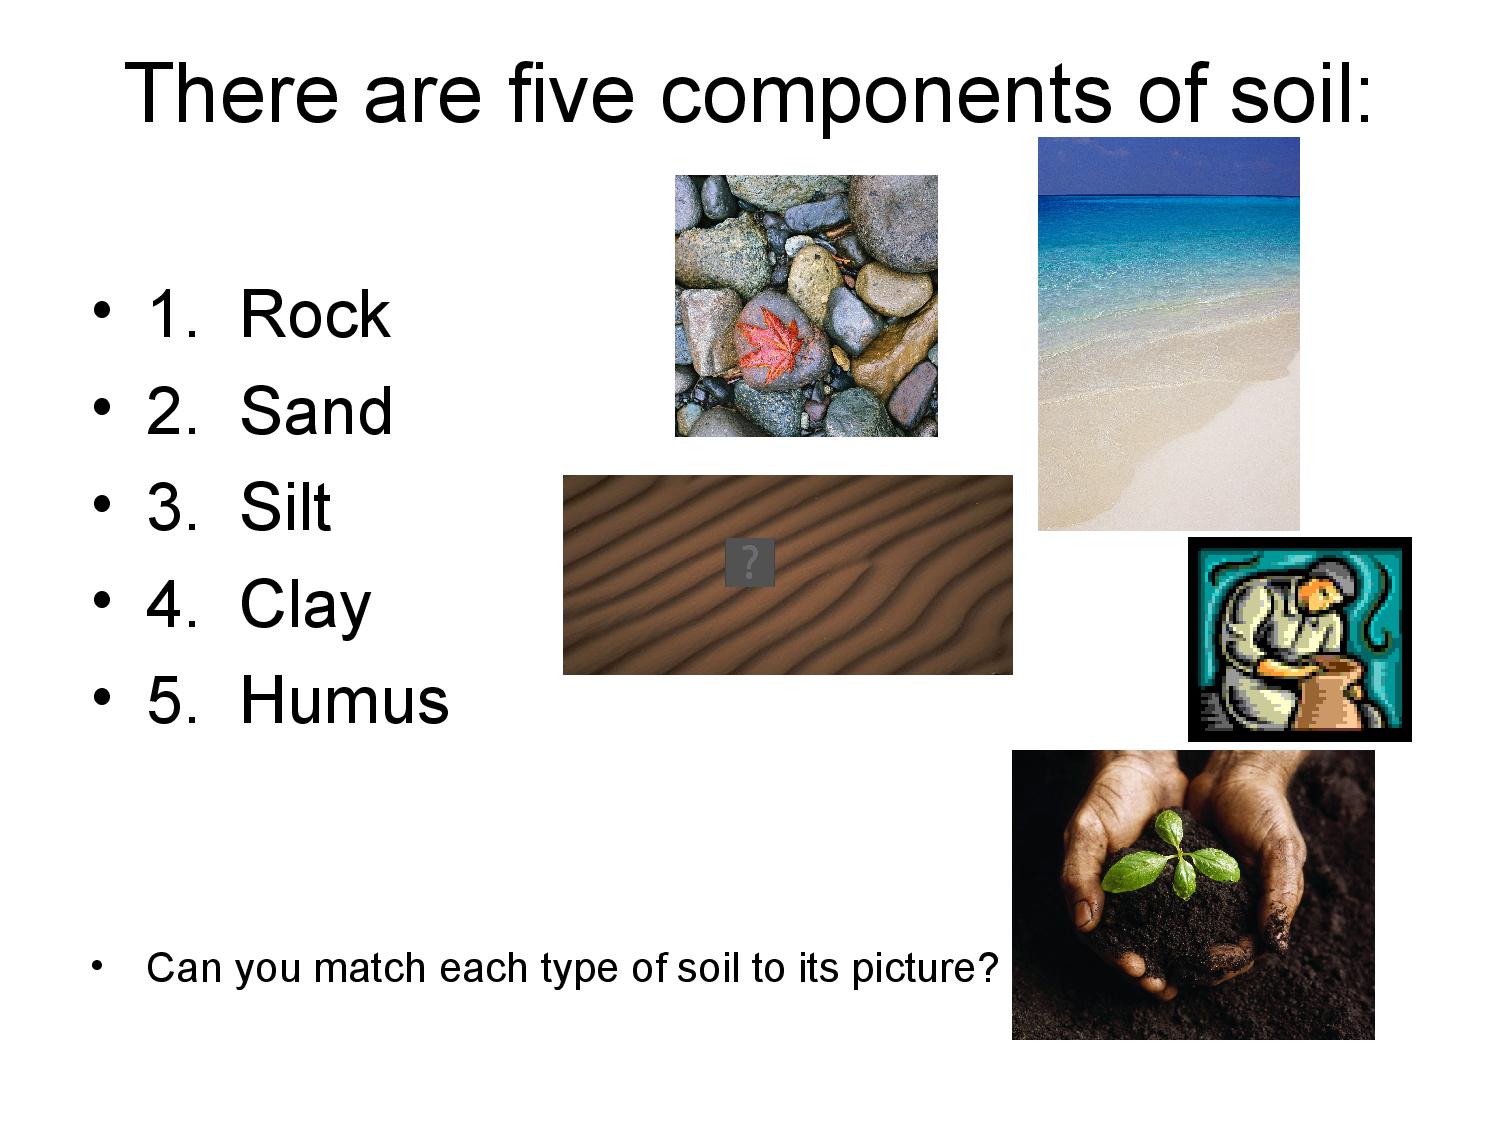 There are five components of soil:
• 1. Rock
• 2. Sand
• 3. Silt
• 4. Clay
• 5. Humus
?
• Can you match each type of soil to its picture?